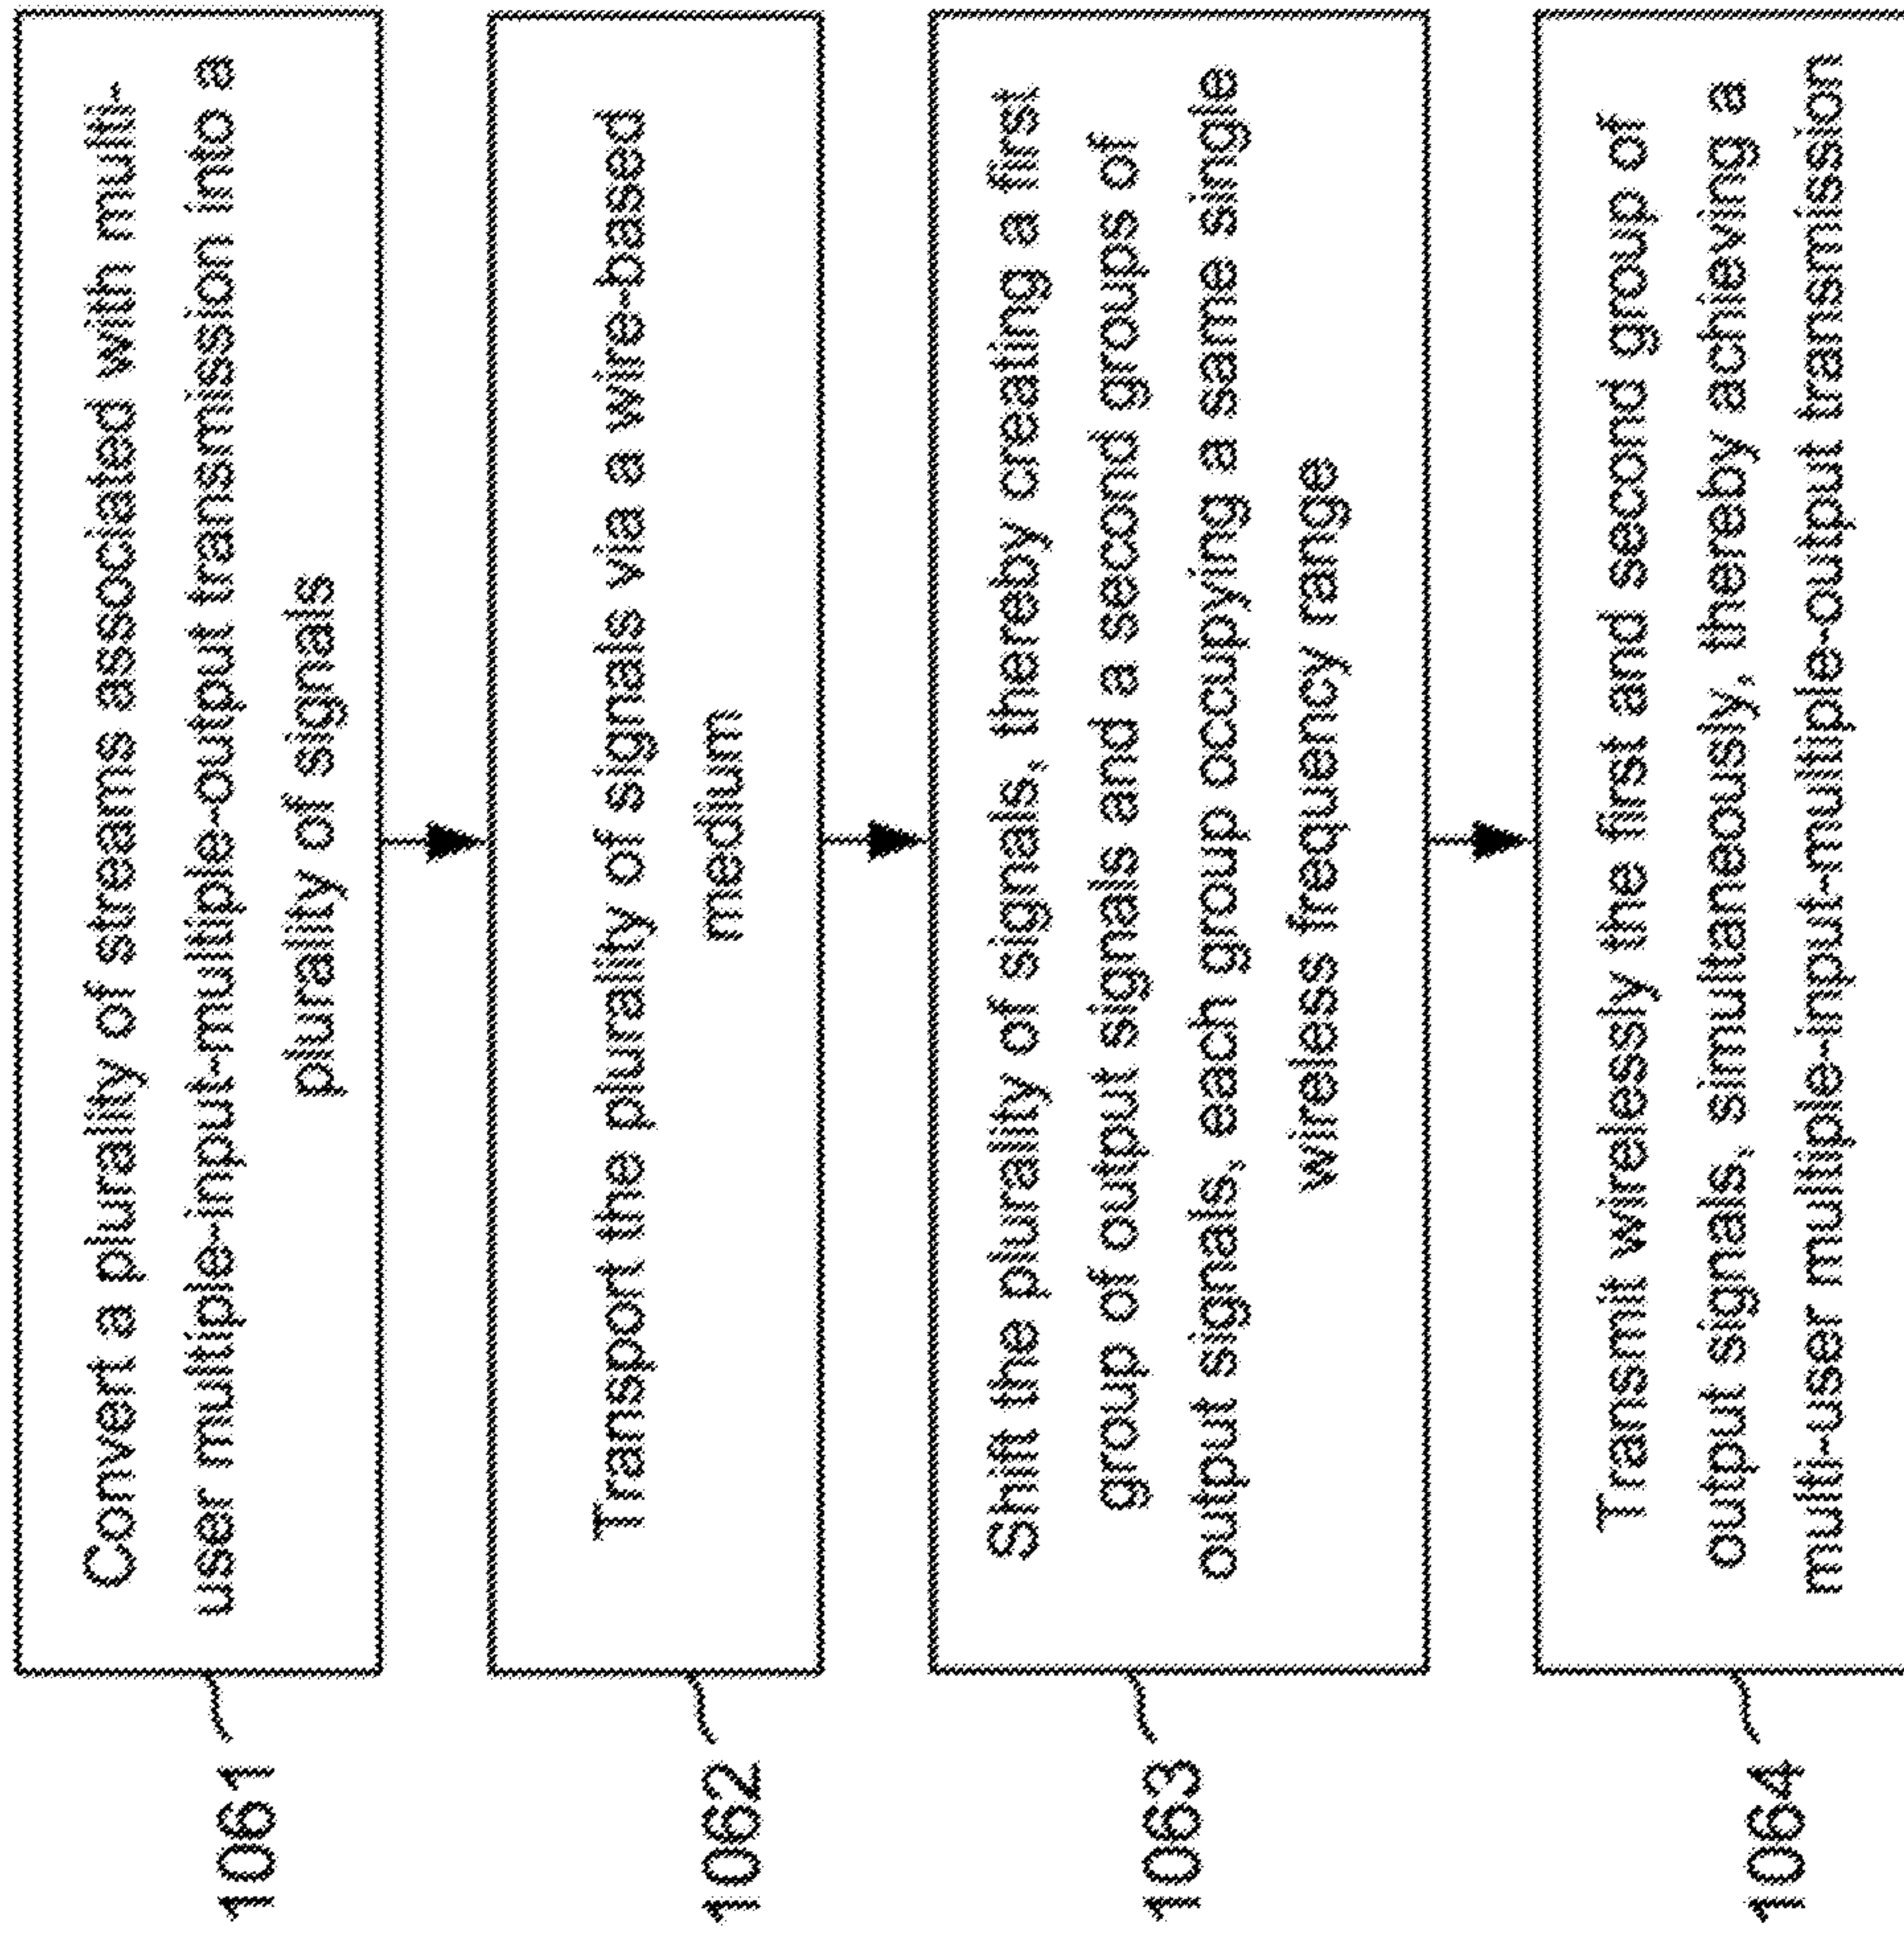 1061
Convert a plurality of streams associated with multi-
user multiple-input-multiple-output transmission into a
plurality of signals
1062
Transport the plurality of signals via a wire-based
medium
1063
Shift the plurality of signals, thereby creating a first
group of output signals and a second groups of
output signals, each group occupying a same single
wireless frequency range
1064
Transmit wirelessly the first and second group of
output signals, simultaneously, thereby achieving a
multi-user multiple-input-multiple-output transmission